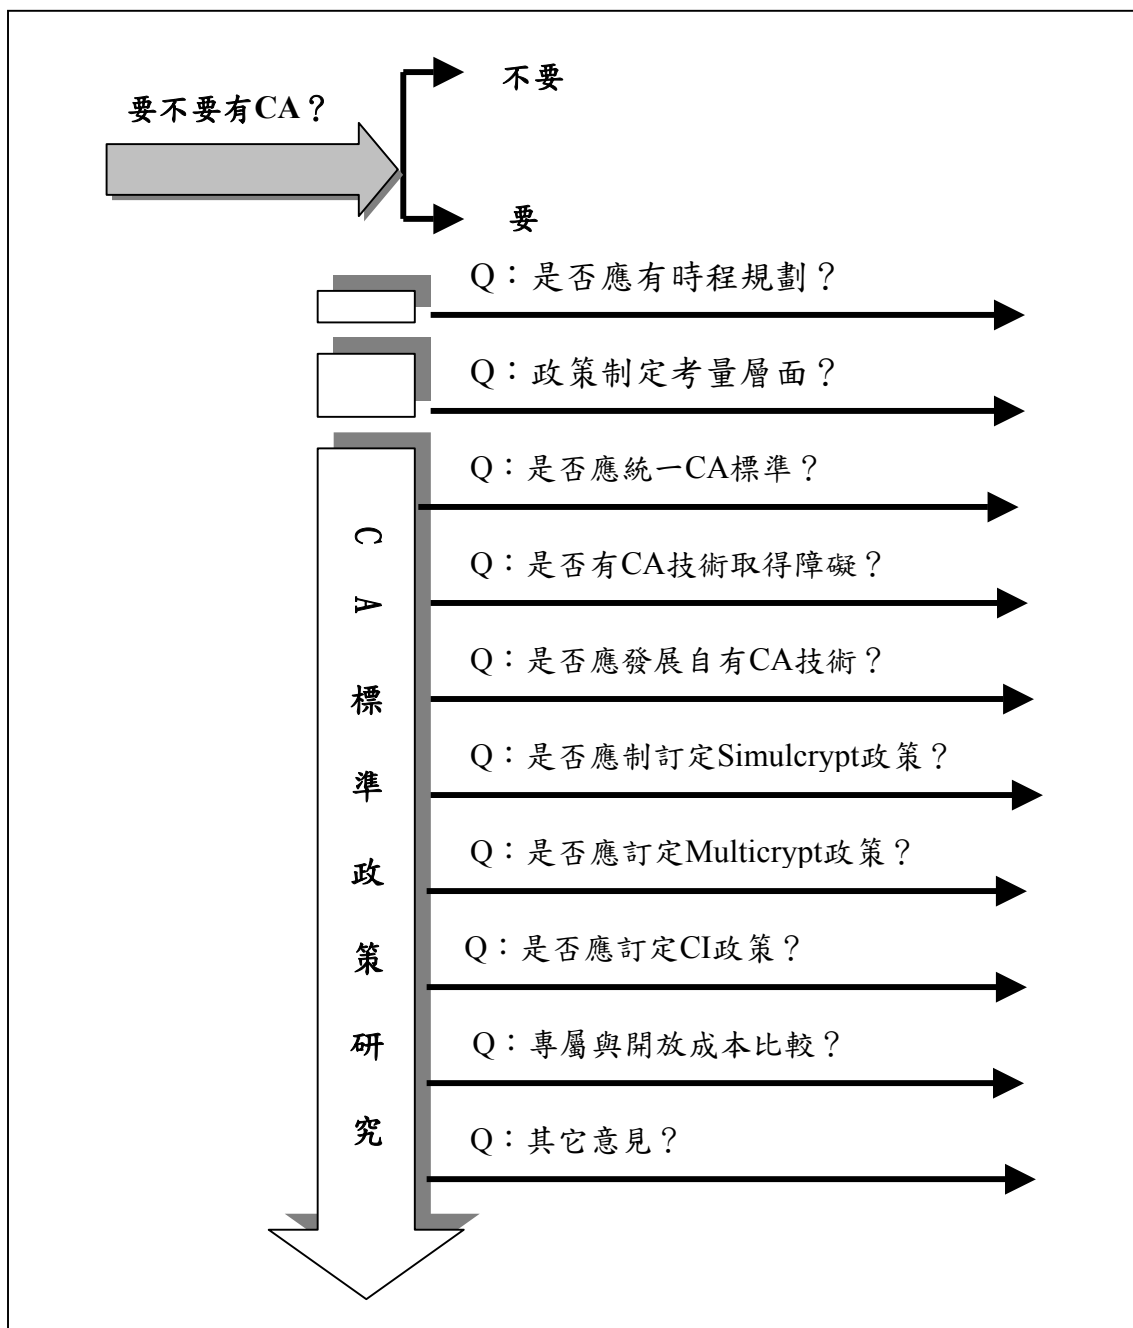 不要
要不要有CA？
要
Q：是否應有時程規劃？
Q：政策制定考量層面？
Q：是否應統一CA標準？
Q：是否有CA技術取得障礙？
Q：是否應發展自有CA技術？
Q：是否應制訂定Simulcrypt政策？
Q：是否應訂定Multicrypt政策？
Q：是否應訂定CI政策？
Q：專屬與開放成本比較？
Q：其它意見？
CA標準政策研究